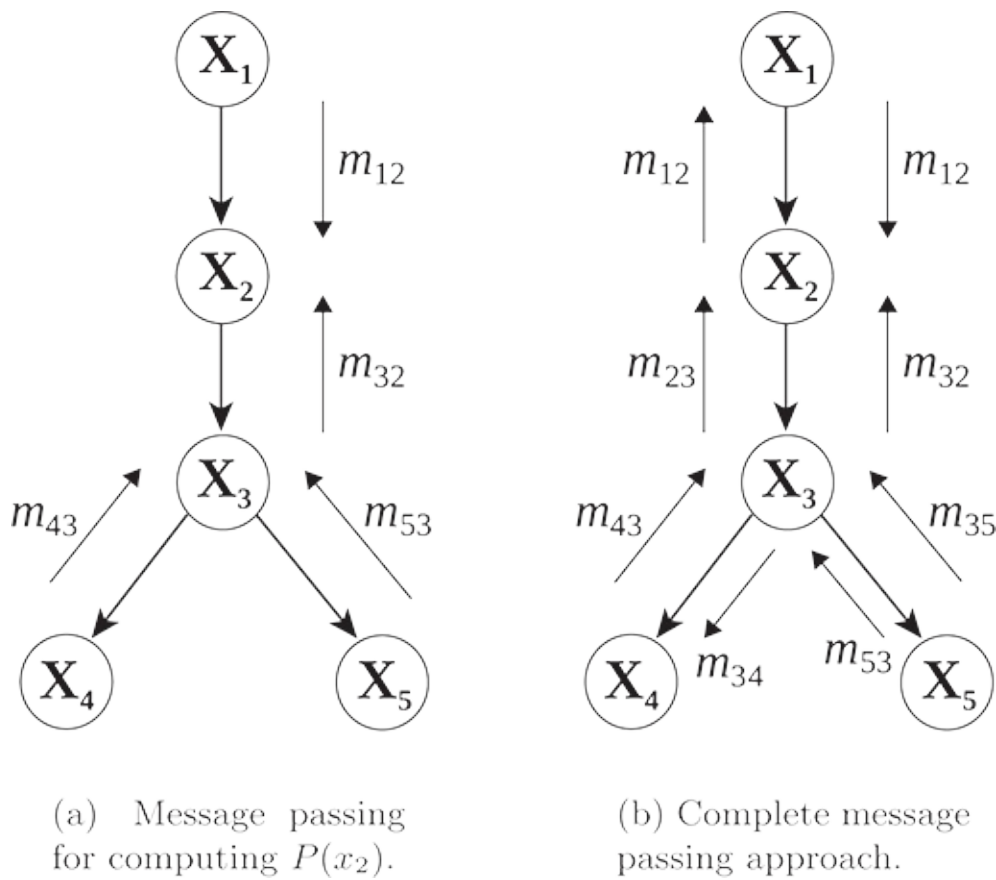 X₁
m₁₂
X₂
m₃₂
X₃
m₄₃
m₅₃
X₄
X₅
(a) Message passing
for computing P(x₂).
X₁
m₁₂
m₁₂
X₂
m₂₃
m₃₂
X₃
m₄₃
m₃₅
m₃₄
m₅₃
X₄
X₅
(b) Complete message
passing approach.